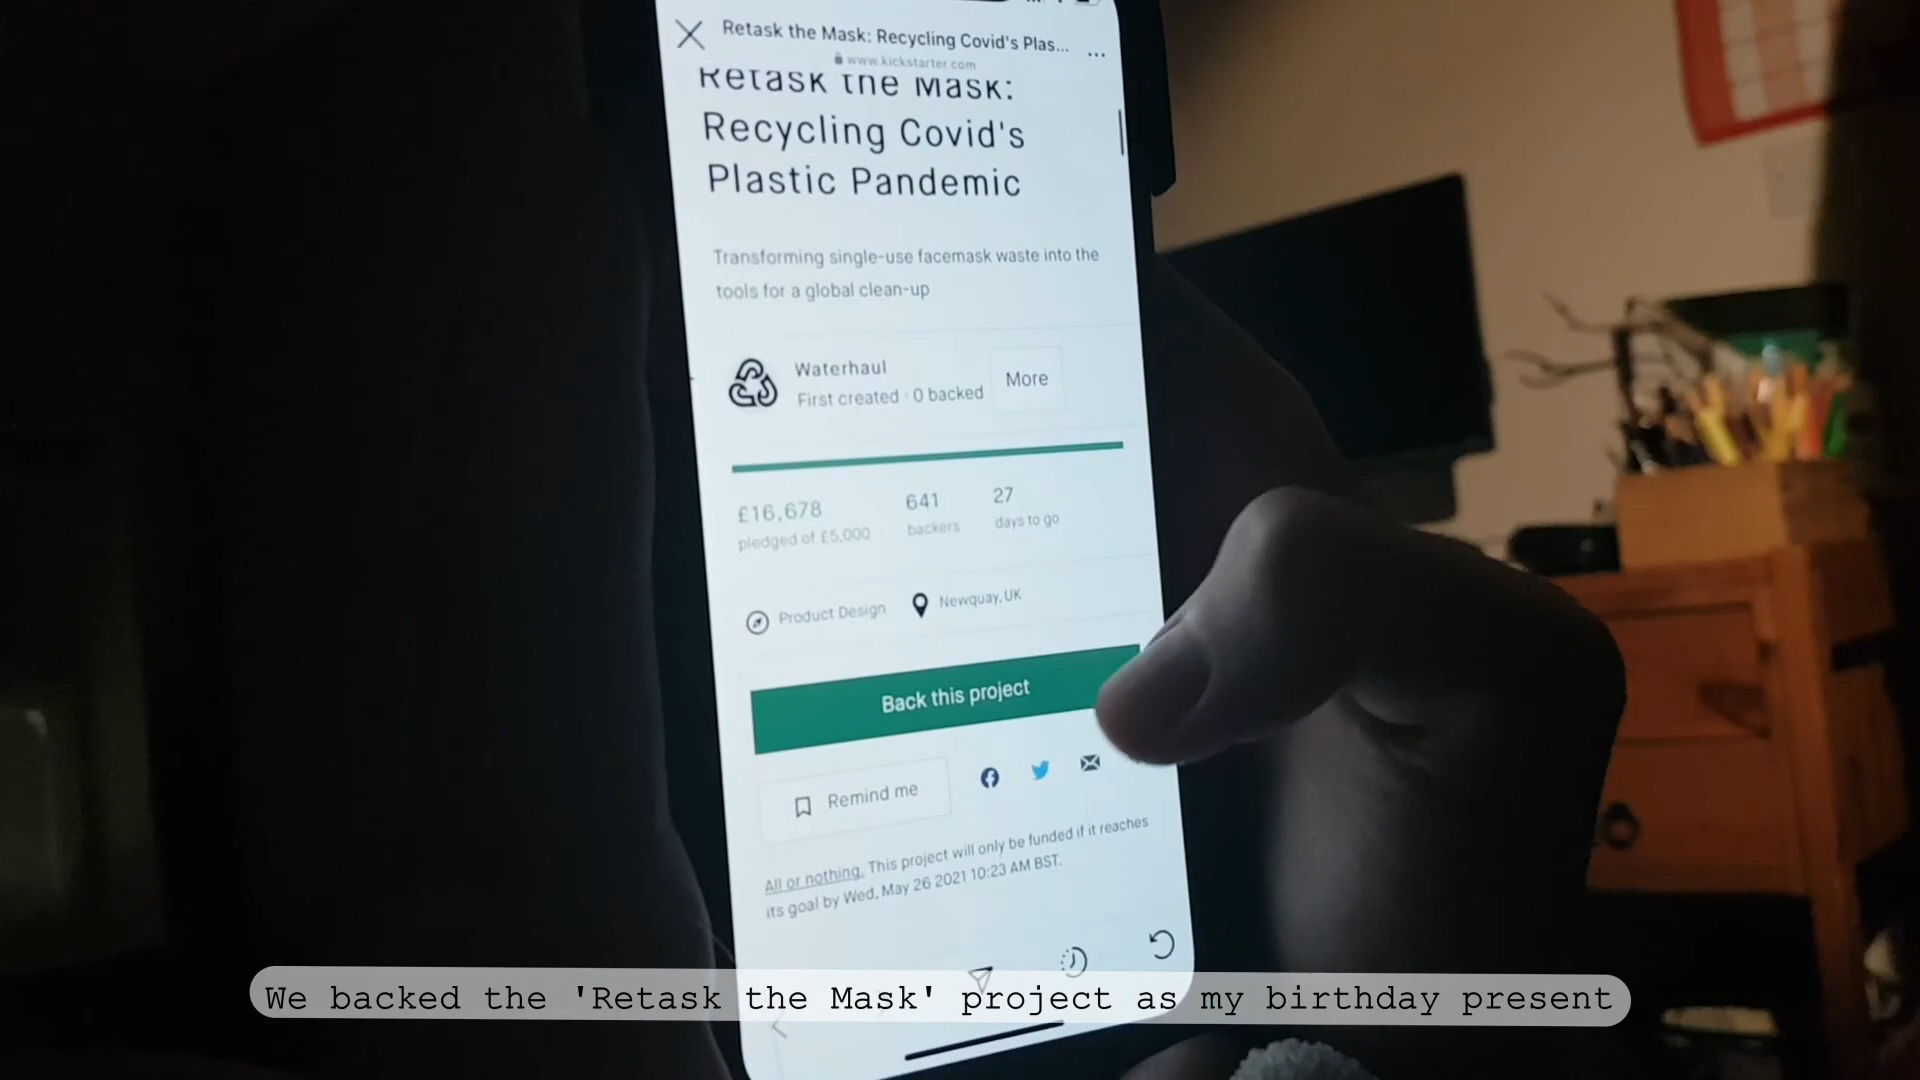 Retask the Mask: Recycling Covid's Plas...
www.kickstarter.com
Retask the Mask:
Recycling Covid's
Plastic Pandemic
Transforming single-use facemask waste into the
tools for a global clean-up
Waterhaul
First created · 0 backed
More
£16,678
pledged of £5,000
641
backers
27
days to go
Product Design
Newquay, UK
Back this project
Remind me
All or nothing. This project will only be funded if it reaches
its goal by Wed, May 26 2021 10:23 AM BST.
We backed the 'Retask the Mask' project as my birthday present